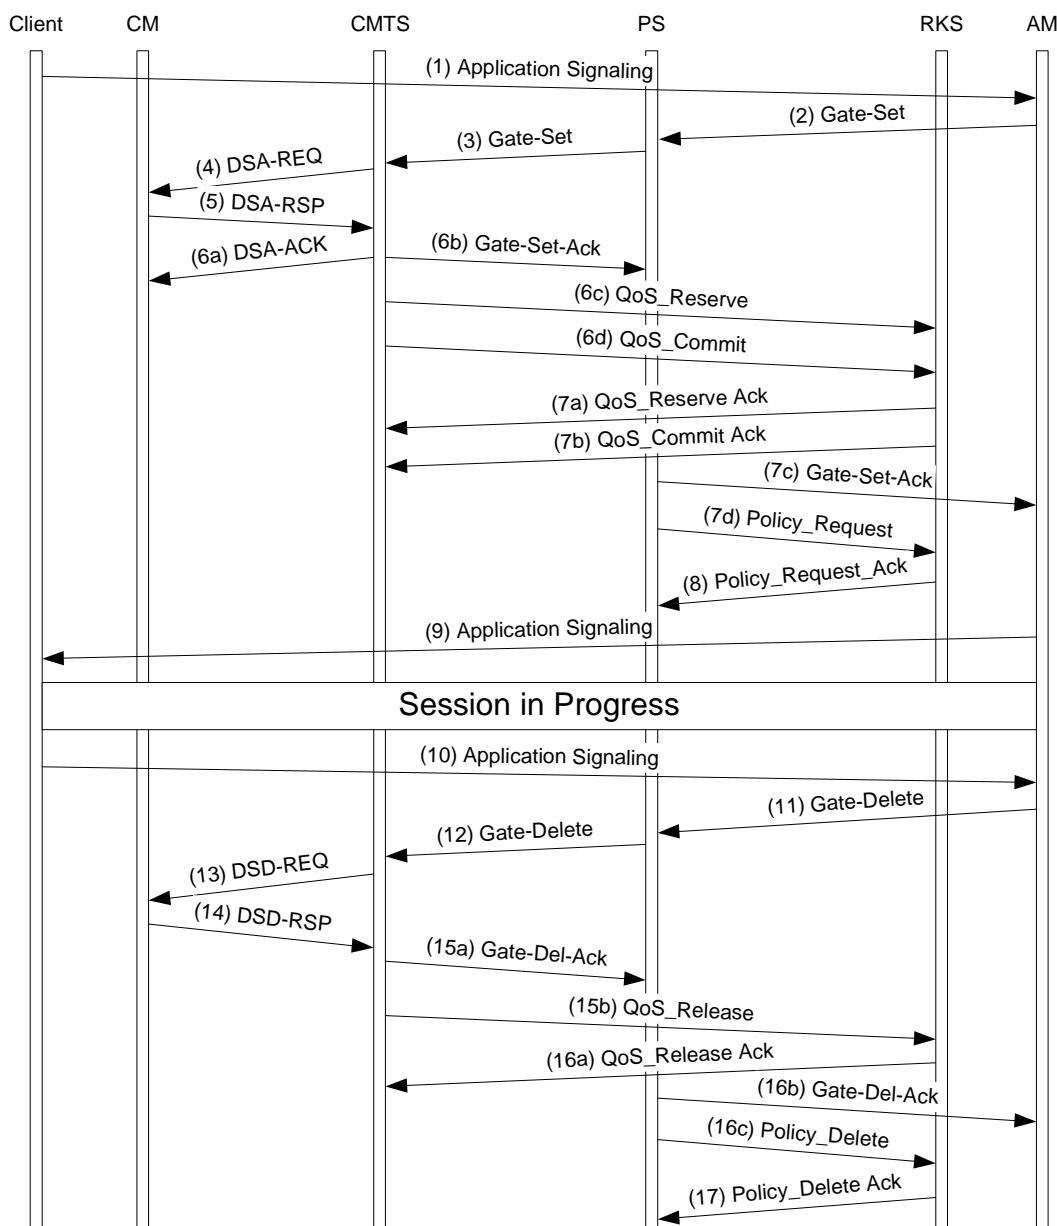 Client CM CMTS PS RKS AM
(1) Application Signaling
(2) Gate-Set
(3) Gate-Set
(4) DSA-REQ
(5) DSA-RSP
(6a) DSA-ACK
(6b) Gate-Set-Ack
(6c) QoS_Reserve
(6d) QoS_Commit
(7a) QoS_Reserve Ack
(7b) QoS_Commit Ack
(7c) Gate-Set-Ack
(7d) Policy_Request
(8) Policy_Request_Ack
(9) Application Signaling
Session in Progress
(10) Application Signaling
(11) Gate-Delete
(12) Gate-Delete
(13) DSD-REQ
(14) DSD-RSP
(15a) Gate-Del-Ack
(15b) QoS_Release
(16a) QoS_Release Ack
(16b) Gate-Del-Ack
(16c) Policy_Delete
(17) Policy_Delete Ack